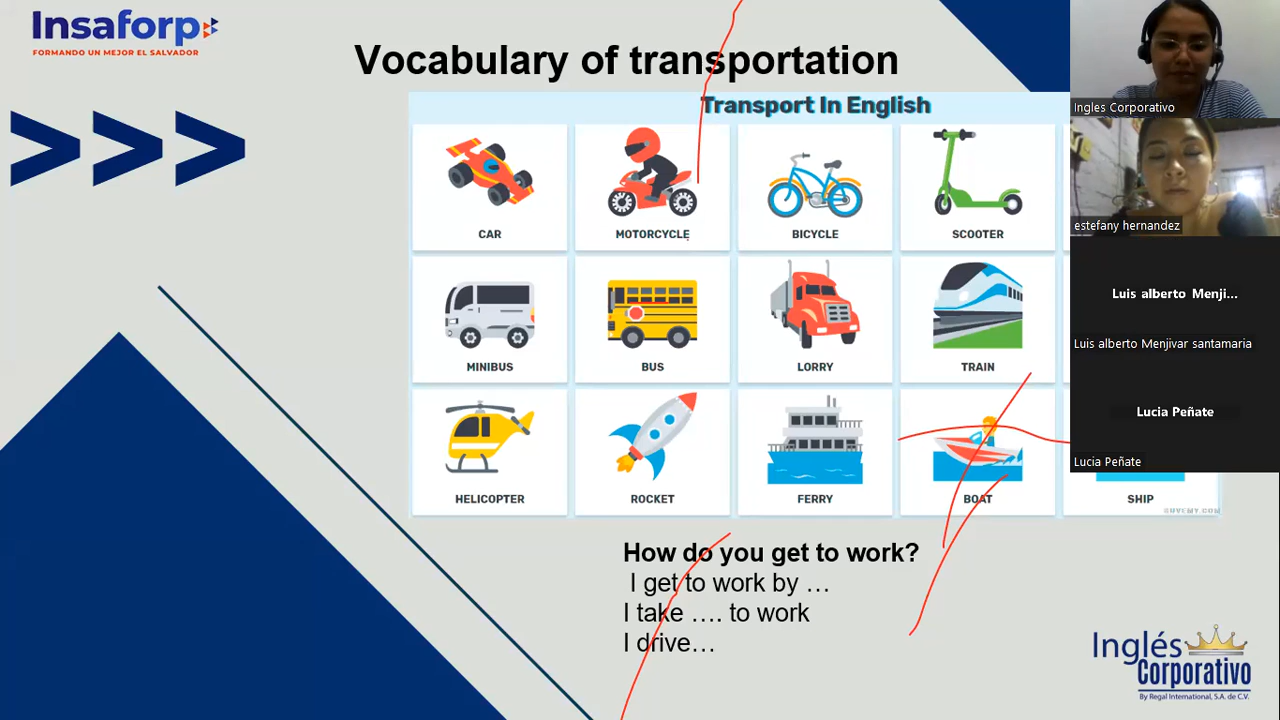 Insaforp
FORMANDO UN MEJOR EL SALVADOR
Vocabulary of transportation
Transport In English
CAR
MOTORCYCLE
BICYCLE
SCOOTER
MINIBUS
BUS
LORRY
TRAIN
HELICOPTER
ROCKET
FERRY
BOAT
SHIP
GUVEMY.COM
How do you get to work?
I get to work by …
I take …. to work
I drive…
Inglés
Corporativo
By Regal International, S.A. de C.V.
Ingles Corporativo
estefany hernandez
Luis alberto Menji...
Luis alberto Menjivar santamaria
Lucia Peñate
Lucia Peñate